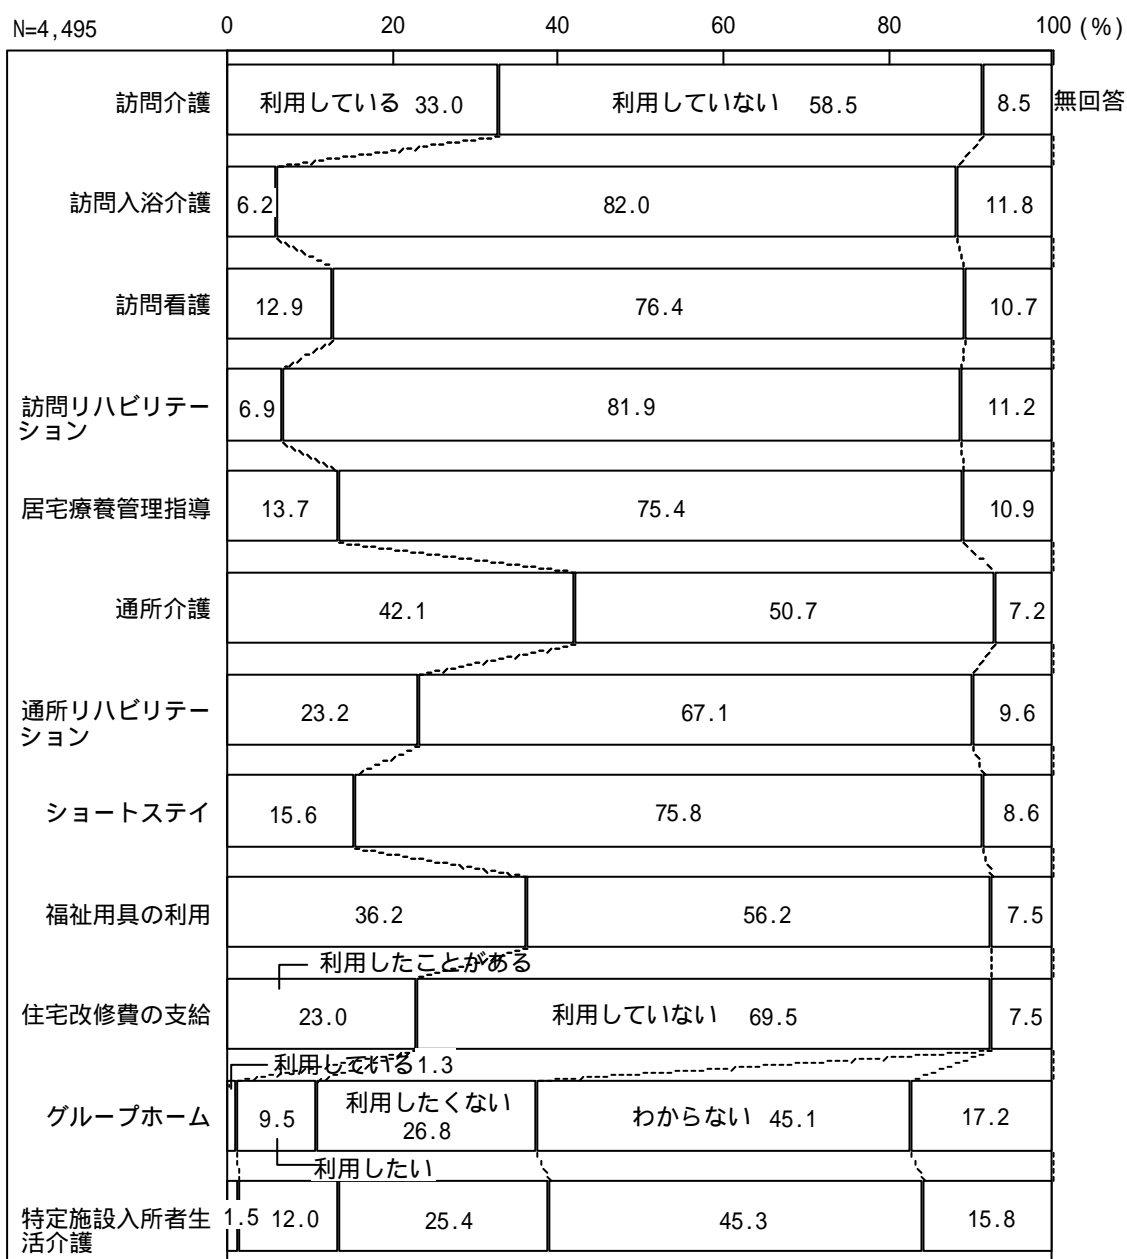 N=4,495
0 20 40 60 80 100 (%)
訪問介護 利用している 33.0 利用していない 58.5 8.5 無回答
訪問入浴介護 6.2 82.0 11.8
訪問看護 12.9 76.4 10.7
訪問リハビリテー
ション 6.9 81.9 11.2
居宅療養管理指導 13.7 75.4 10.9
通所介護 42.1 50.7 7.2
通所リハビリテー
ション 23.2 67.1 9.6
ショートステイ 15.6 75.8 8.6
福祉用具の利用 36.2 56.2 7.5
利用したことがある
住宅改修費の支給 23.0 利用していない 69.5 7.5
利用している 1.3
グループホーム 9.5 利用したくない 26.8 わからない 45.1 17.2
利用したい
特定施設入所者生
活介護 1.5 12.0 25.4 45.3 15.8